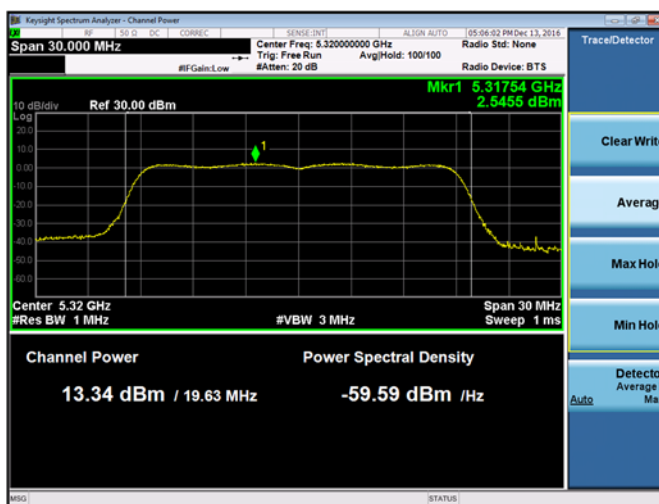 Keysight Spectrum Analyzer - Channel Power
RF 50 Ω DC CORREC SENSE:INT ALIGN AUTO 05:06:02 PM Dec 13, 2016
Span 30.000 MHz
Center Freq: 5.320000000 GHz
Radio Std: None
Trig: Free Run Avg|Hold: 100/100
#IFGain:Low #Atten: 20 dB Radio Device: BTS
Trace/Detector
Mkr1 5.31754 GHz
2.5455 dBm
10 dB/div Ref 30.00 dBm
Log
20.0
10.0
0.00
-10.0
-20.0
-30.0
-40.0
-50.0
-60.0
1
Center 5.32 GHz Span 30 MHz
#Res BW 1 MHz #VBW 3 MHz Sweep 1 ms
Channel Power Power Spectral Density
13.34 dBm / 19.63 MHz -59.59 dBm /Hz
Clear Write
Averag
Max Hol
Min Hol
Detecto
Average
Auto Ma
MSG STATUS